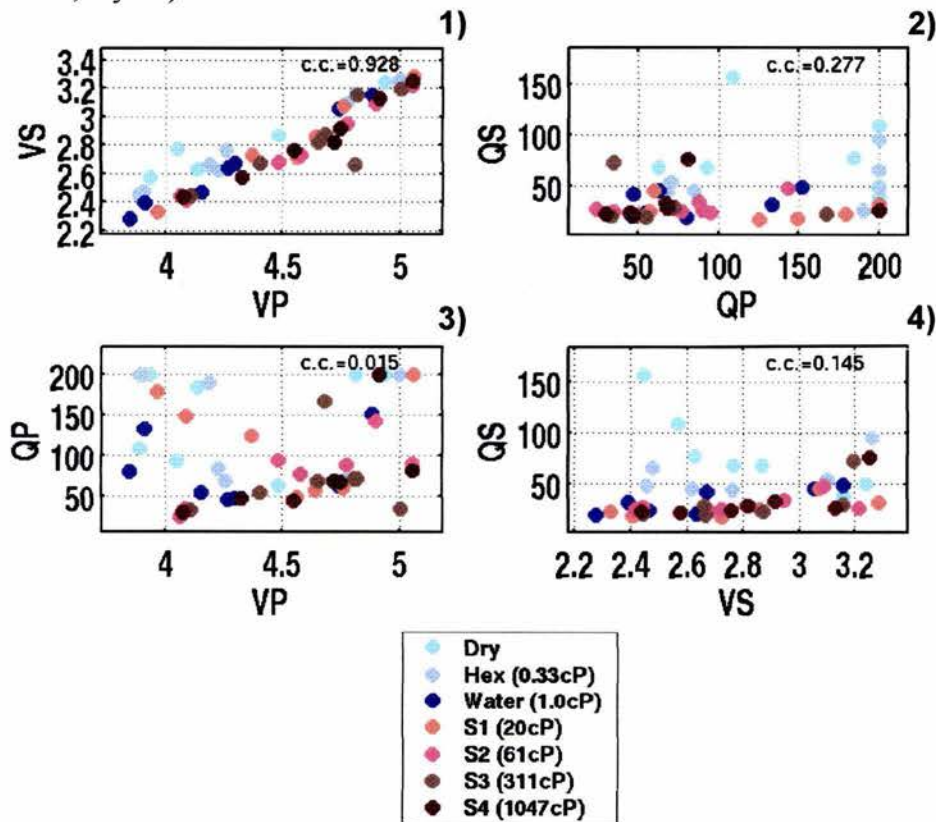 1)
c.c.=0.928
3.4
3.2
3
2.8
2.6
2.4
2.2
VS
4
4.5
5
VP
2)
c.c.=0.277
150
100
50
QS
50
100
150
200
QP
3)
c.c.=0.015
200
150
100
50
QP
4
4.5
5
VP
4)
c.c.=0.145
150
100
50
QS
2.2
2.4
2.6
2.8
3
3.2
VS
Dry
Hex (0.33cP)
Water (1.0cP)
S1 (20cP)
S2 (61cP)
S3 (311cP)
S4 (1047cP)